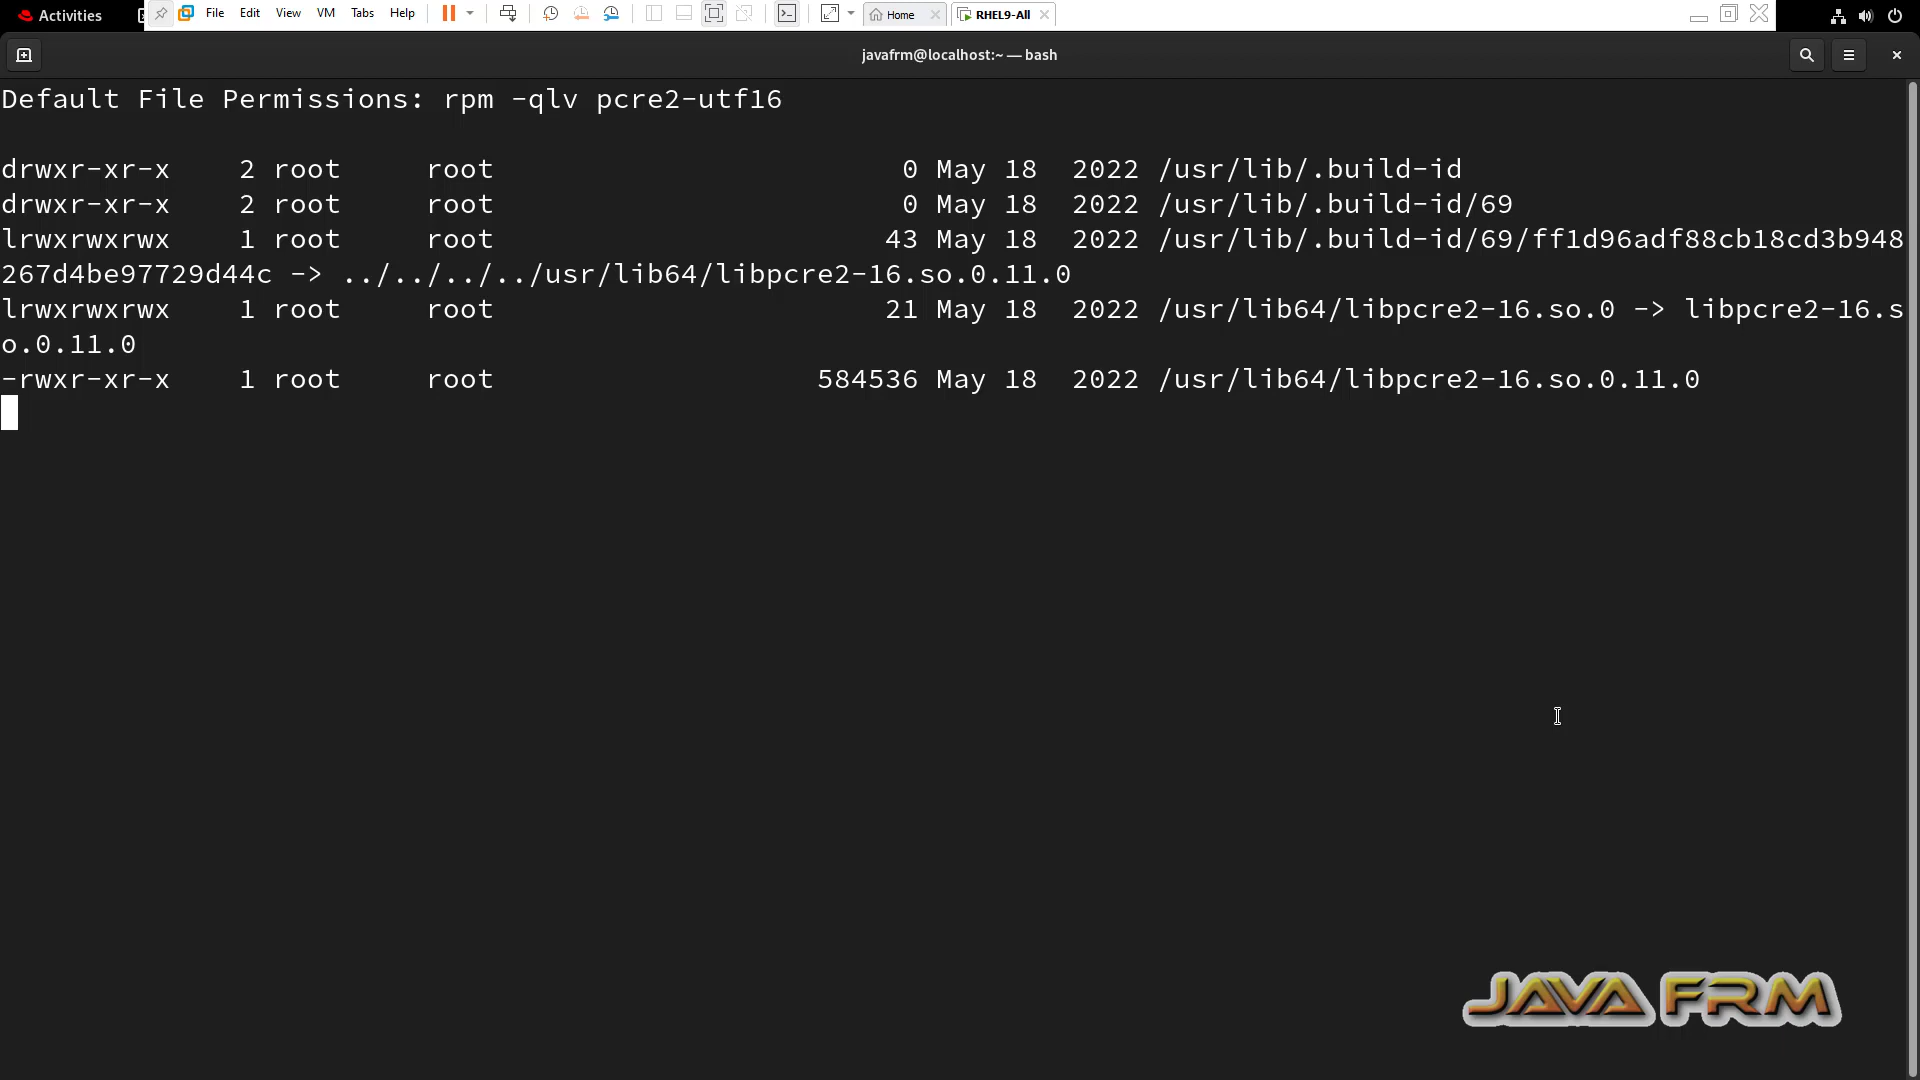 Activities File Edit View VM Tabs Help Home RHEL9-All
javafrm@localhost:~ — bash
Default File Permissions: rpm -qlv pcre2-utf16
drwxr-xr-x    2 root     root                         0 May 18  2022 /usr/lib/.build-id
drwxr-xr-x    2 root     root                         0 May 18  2022 /usr/lib/.build-id/69
lrwxrwxrwx    1 root     root                        43 May 18  2022 /usr/lib/.build-id/69/ff1d96adf88cb18cd3b948
267d4be97729d44c -> ../../../../usr/lib64/libpcre2-16.so.0.11.0
lrwxrwxrwx    1 root     root                        21 May 18  2022 /usr/lib64/libpcre2-16.so.0 -> libpcre2-16.s
o.0.11.0
-rwxr-xr-x    1 root     root                    584536 May 18  2022 /usr/lib64/libpcre2-16.so.0.11.0
JAVA FRM